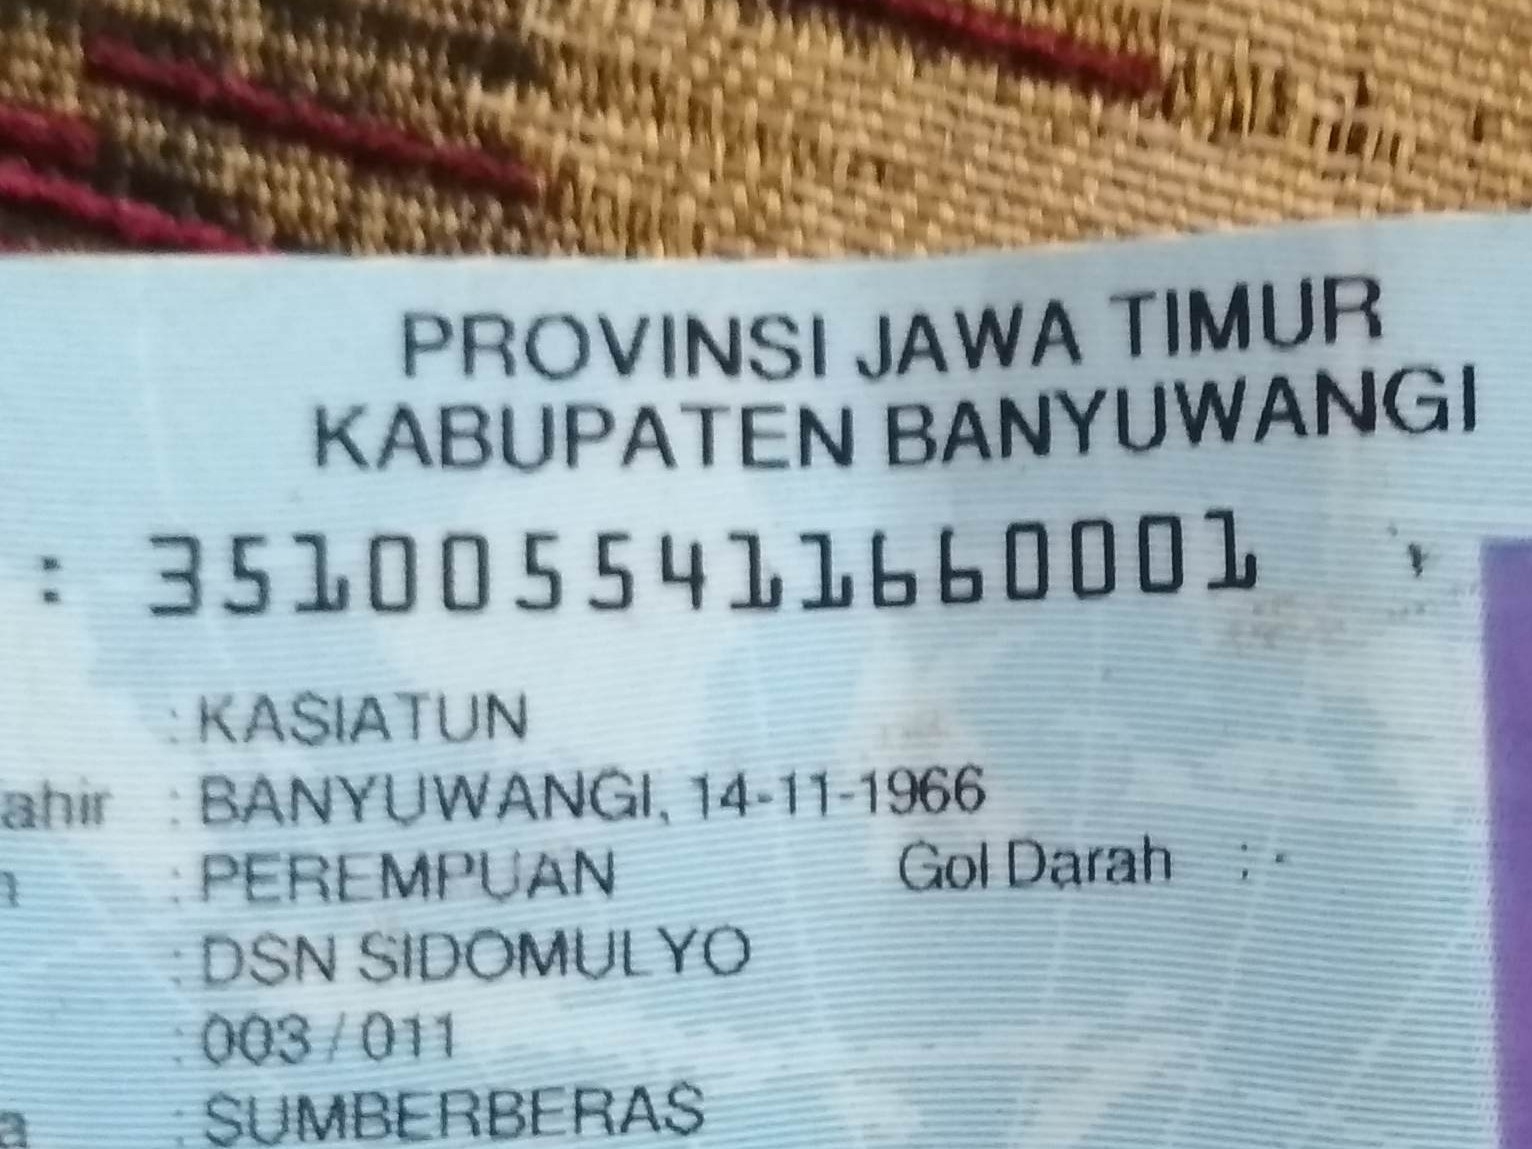 PROVINSI JAWA TIMUR
KABUPATEN BANYUWANGI
: 3510055411660001
: KASIATUN
ahir : BANYUWANGI, 14-11-1966
: PEREMPUAN Gol Darah : -
: DSN SIDOMULYO
: 003 / 011
a : SUMBERBERAS